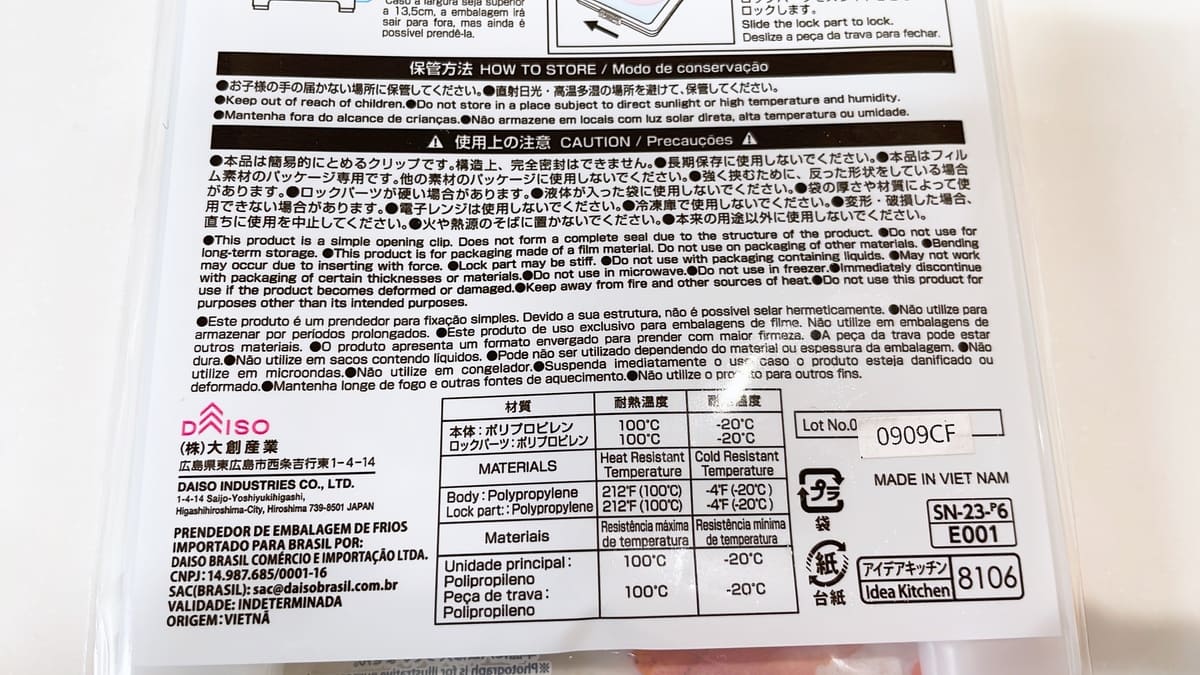 Caso a largura seja superior
a 13,5cm, a embalagem irá
sair para fora, mas ainda é
possível prendê-la.
ロックします。
Slide the lock part to lock.
Deslize a peça da trava para fechar.
保管方法 HOW TO STORE / Modo de conservação
●お子様の手の届かない場所に保管してください。●直射日光・高温多湿の場所を避けて、保管してください。
●Keep out of reach of children.●Do not store in a place subject to direct sunlight or high temperature and humidity.
●Mantenha fora do alcance de crianças.●Não armazene em locais com luz solar direta, alta temperatura ou umidade.
⚠ 使用上の注意 CAUTION / Precauções ⚠
●本品は簡易的にとめるクリップです。構造上、完全密封はできません。●長期保存に使用しないでください。●本品はフィル
ム素材のパッケージ専用です。他の素材のパッケージに使用しないでください。●強く挟むために、反った形状をしている場合
があります。●ロックパーツが硬い場合があります。●液体が入った袋に使用しないでください。●袋の厚さや材質によって使
用できない場合があります。●電子レンジは使用しないでください。●冷凍庫で使用しないでください。●変形・破損した場合、
直ちに使用を中止してください。●火や熱源のそばに置かないでください。●本来の用途以外に使用しないでください。
●This product is a simple opening clip. Does not form a complete seal due to the structure of the product. ●Do not use for
long-term storage. ●This product is for packaging made of a film material. Do not use on packaging of other materials. ●Bending
may occur due to inserting with force. ●Lock part may be stiff. ●Do not use with packaging containing liquids. ●May not work
with packaging of certain thicknesses or materials.●Do not use in microwave.●Do not use in freezer.●Immediately discontinue
use if the product becomes deformed or damaged.●Keep away from fire and other sources of heat.●Do not use this product for
purposes other than its intended purposes.
●Este produto é um prendedor para fixação simples. Devido a sua estrutura, não é possível selar hermeticamente. ●Não utilize para
armazenar por períodos prolongados. ●Este produto de uso exclusivo para embalagens de filme. Não utilize em embalagens de
outros materiais. ●O produto apresenta um formato envergado para prender com maior firmeza. ●A peça da trava pode estar
dura.●Não utilize em sacos contendo líquidos. ●Pode não ser utilizado dependendo do material ou espessura da embalagem. ●Não
utilize em microondas.●Não utilize em congelador.●Suspenda imediatamente o uso caso o produto esteja danificado ou
deformado.●Mantenha longe de fogo e outras fontes de aquecimento.●Não utilize o produto para outros fins.
DAISO
(株)大創産業
広島県東広島市西条吉行東1-4-14
DAISO INDUSTRIES CO., LTD.
1-4-14 Saijo-Yoshiyukihigashi,
Higashihiroshima-City, Hiroshima 739-8501 JAPAN
PRENDEDOR DE EMBALAGEM DE FRIOS
IMPORTADO PARA BRASIL POR:
DAISO BRASIL COMÉRCIO E IMPORTAÇÃO LTDA.
CNPJ: 14.987.685/0001-16
SAC(BRASIL): sac@daisobrasil.com.br
VALIDADE: INDETERMINADA
ORIGEM:VIETNÃ
材質 耐熱温度 耐冷温度
本体：ポリプロピレン 100℃ -20℃
ロックパーツ：ポリプロピレン 100℃ -20℃
MATERIALS Heat Resistant Temperature Cold Resistant Temperature
Body : Polypropylene 212℉ (100℃) -4℉ (-20℃)
Lock part: : Polypropylene 212℉ (100℃) -4℉ (-20℃)
Materiais Resistência máxima de temperatura Resistência mínima de temperatura
Unidade principal : Polipropileno 100℃ -20℃
Peça de trava : Polipropileno 100℃ -20℃
Lot No.0
0909CF
MADE IN VIET NAM
プラ
袋
紙
台紙
SN-23-P6
E001
アイデアキッチン
Idea Kitchen
8106